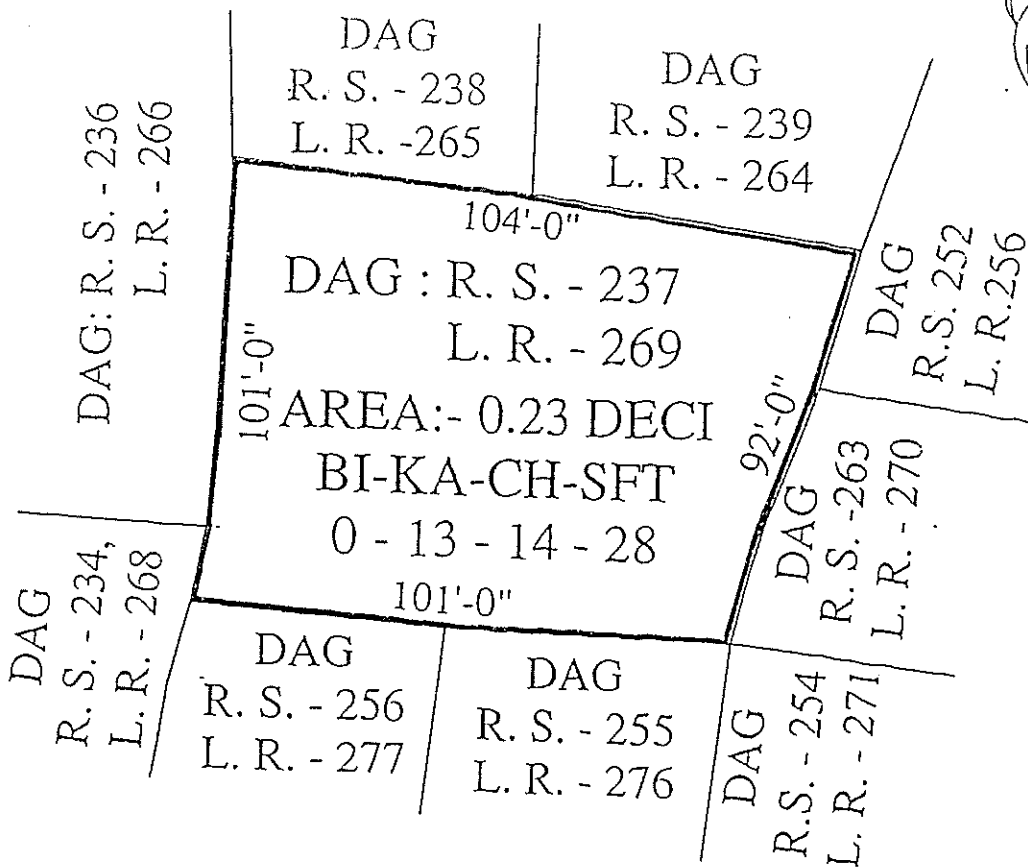 DAG
R. S. - 238
L. R. -265
DAG
R. S. - 239
L. R. - 264
DAG: R. S. - 236
L. R. - 266
104'-0"
DAG : R. S. - 237
L. R. - 269
AREA:- 0.23 DECI
BI-KA-CH-SFT
0 - 13 - 14 - 28
101'-0"
92'-0"
101'-0"
DAG
R.S. 252
L. R.256
DAG
R. S. -263
L. R. - 270
DAG
R. S. - 234,
L. R. - 268
DAG
R. S. - 256
L. R. - 277
DAG
R. S. - 255
L. R. - 276
DAG
R.S. - 254
L. R. - 271